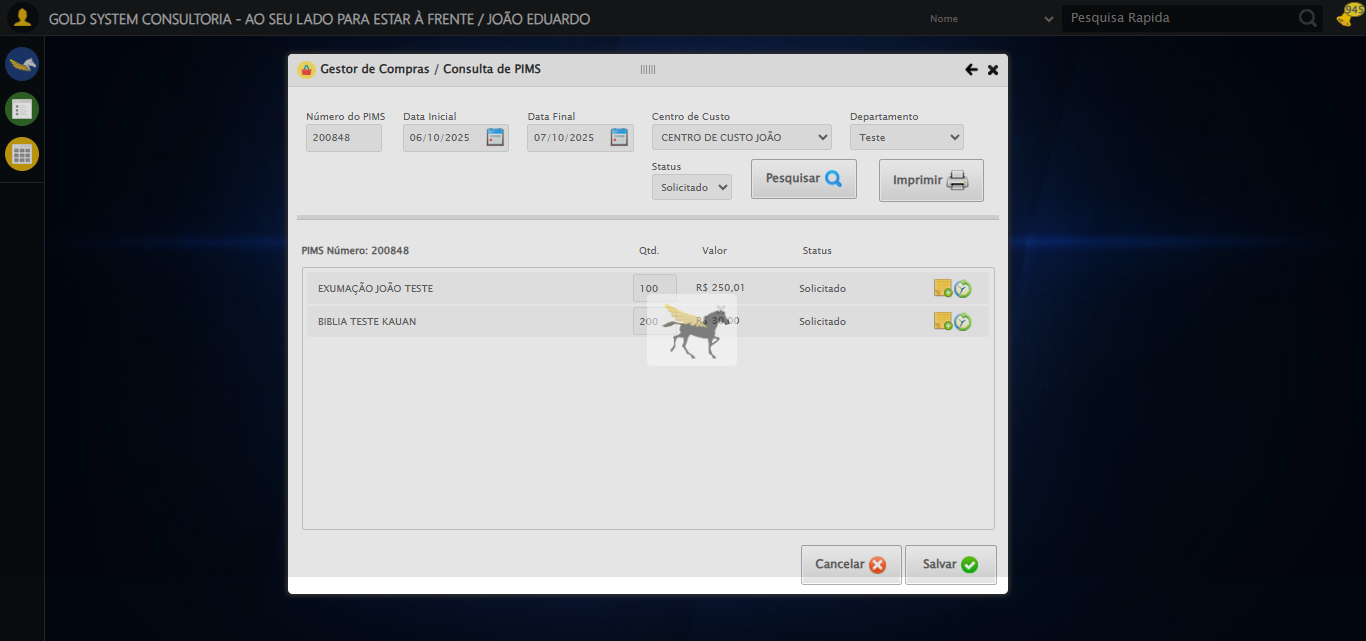 GOLD SYSTEM CONSULTORIA - AO SEU LADO PARA ESTAR À FRENTE / JOÃO EDUARDO
Nome
Pesquisa Rapida
945
Gestor de Compras / Consulta de PIMS
Número do PIMS
Data Inicial
Data Final
Centro de Custo
Departamento
200848
06/10/2025
07/10/2025
CENTRO DE CUSTO JOÃO
Teste
Status
Solicitado
Pesquisar
Imprimir
PIMS Número: 200848
Qtd.
Valor
Status
EXUMAÇÃO JOÃO TESTE
100
R$ 250,01
Solicitado
BIBLIA TESTE KAUAN
200
R$ 30,00
Solicitado
Cancelar
Salvar